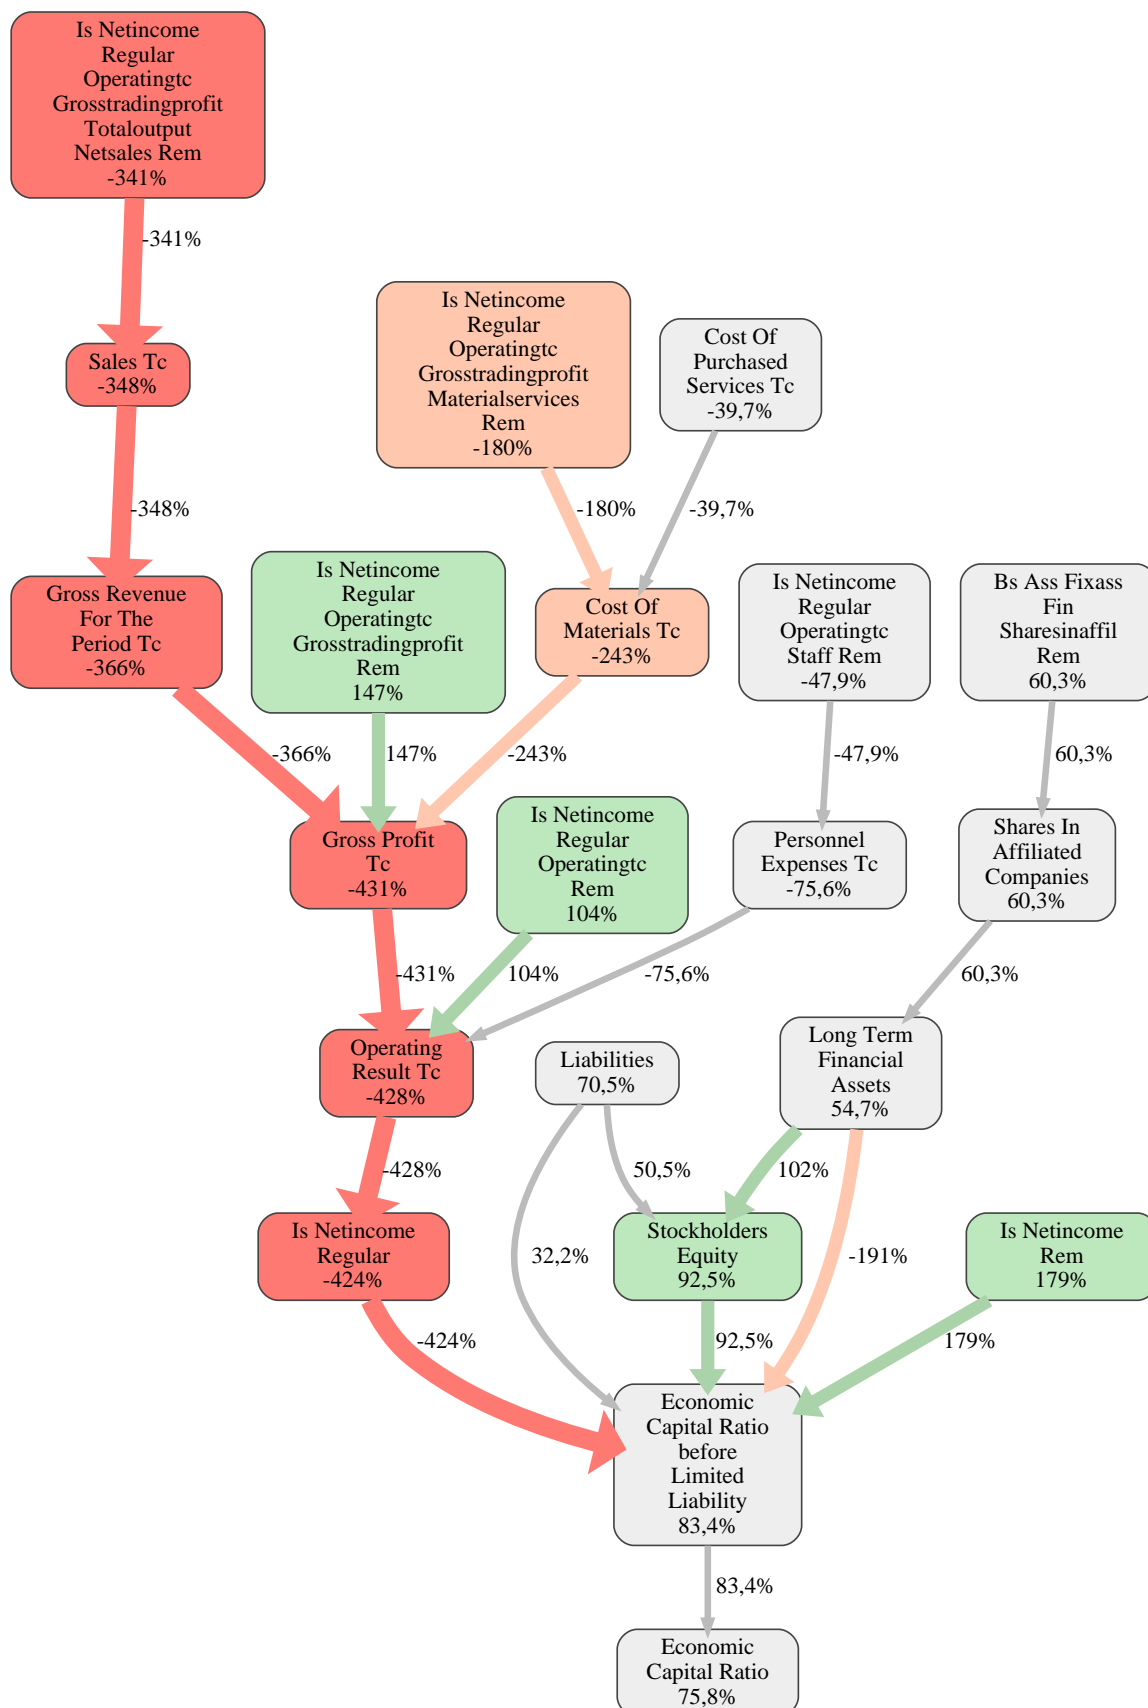 Is Netincome
Regular
Operatingtc
Grosstradingprofit
Totaloutput
Netsales Rem
-341%
-341%
Sales Tc
-348%
Is Netincome
Regular
Operatingtc
Grosstradingprofit
Materialservices
Rem
-180%
Cost Of
Purchased
Services Tc
-39,7%
-348%
-180%
-39,7%
Gross Revenue
For The
Period Tc
-366%
Is Netincome
Regular
Operatingtc
Grosstradingprofit
Rem
147%
Cost Of
Materials Tc
-243%
Is Netincome
Regular
Operatingtc
Staff Rem
-47,9%
Bs Ass Fixass
Fin
Sharesinaffil
Rem
60,3%
-366%
147%
-243%
-47,9%
60,3%
Gross Profit
Tc
-431%
Is Netincome
Regular
Operatingtc
Rem
104%
Personnel
Expenses Tc
-75,6%
Shares In
Affiliated
Companies
60,3%
-431%
104%
-75,6%
60,3%
Operating
Result Tc
-428%
Liabilities
70,5%
Long Term
Financial
Assets
54,7%
-428%
50,5%
102%
Is Netincome
Regular
-424%
32,2%
Stockholders
Equity
92,5%
-191%
Is Netincome
Rem
179%
-424%
92,5%
179%
Economic
Capital Ratio
before
Limited
Liability
83,4%
83,4%
Economic
Capital Ratio
75,8%